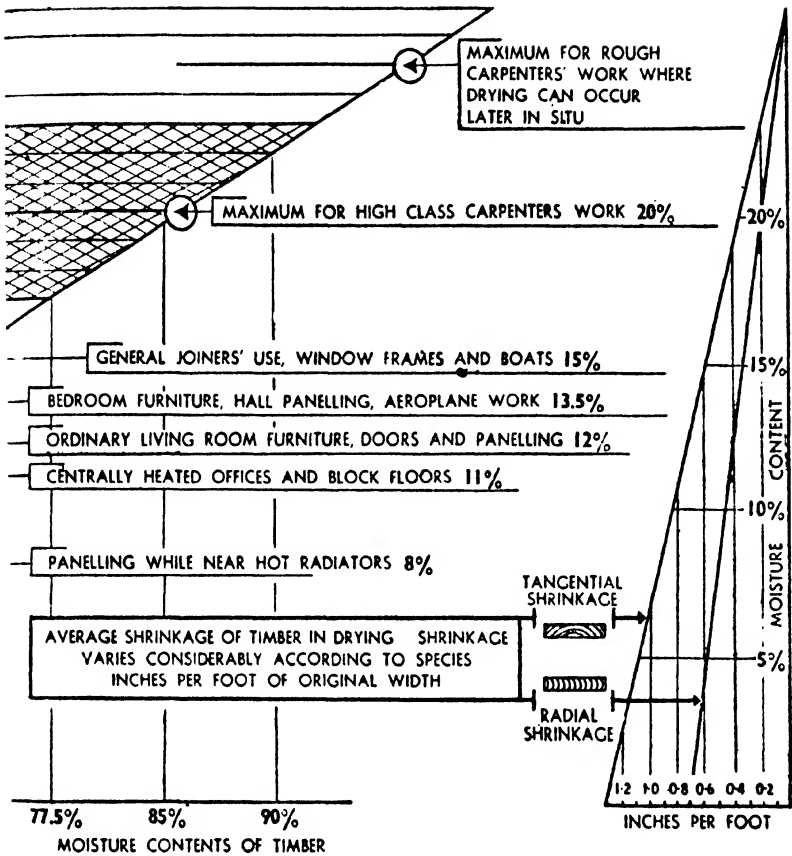 MAXIMUM FOR ROUGH
CARPENTERS' WORK WHERE
DRYING CAN OCCUR
LATER IN SITU
MAXIMUM FOR HIGH CLASS CARPENTERS WORK 20%
20%
GENERAL JOINERS' USE, WINDOW FRAMES AND BOATS 15%
15%
BEDROOM FURNITURE, HALL PANELLING, AEROPLANE WORK 13.5%
ORDINARY LIVING ROOM FURNITURE, DOORS AND PANELLING 12%
CENTRALLY HEATED OFFICES AND BLOCK FLOORS 11%
10%
MOISTURE CONTENT
PANELLING WHILE NEAR HOT RADIATORS 8%
TANGENTIAL
SHRINKAGE
AVERAGE SHRINKAGE OF TIMBER IN DRYING SHRINKAGE
VARIES CONSIDERABLY ACCORDING TO SPECIES
INCHES PER FOOT OF ORIGINAL WIDTH
5%
RADIAL
SHRINKAGE
1·2 1·0 0·8 0·6 0·4 0·2
INCHES PER FOOT
77.5% 85% 90%
MOISTURE CONTENTS OF TIMBER